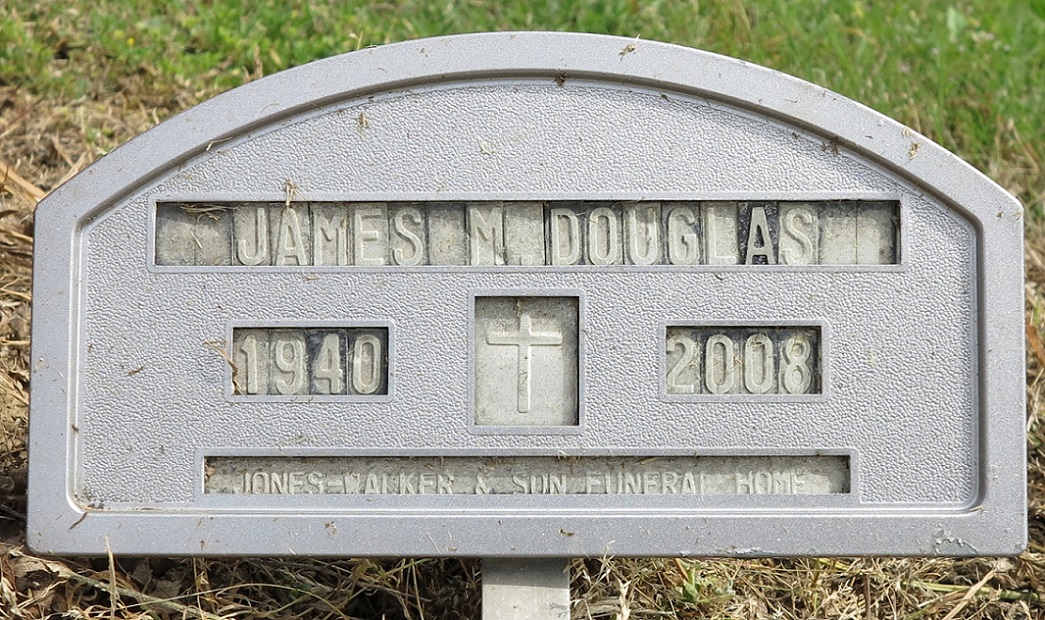 JAMES M. DOUGLAS
1940 2008
JONES-WALKER & SON FUNERAL HOME